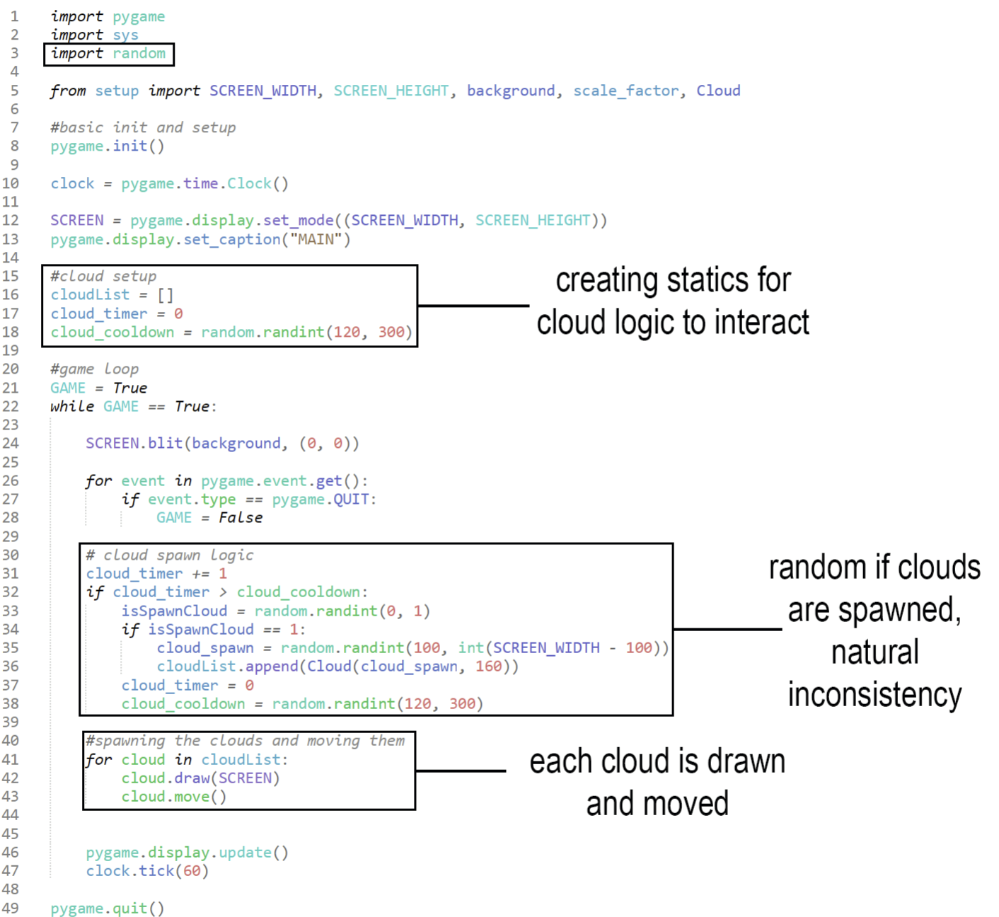 1 import pygame
2 import sys
3 import random
4
5 from setup import SCREEN_WIDTH, SCREEN_HEIGHT, background, scale_factor, Cloud
6
7 #basic init and setup
8 pygame.init()
9
10 clock = pygame.time.Clock()
11
12 SCREEN = pygame.display.set_mode((SCREEN_WIDTH, SCREEN_HEIGHT))
13 pygame.display.set_caption("MAIN")
14
15 #cloud setup
16 cloudList = []
17 cloud_timer = 0
18 cloud_cooldown = random.randint(120, 300)
creating statics for
cloud logic to interact
19
20 #game loop
21 GAME = True
22 while GAME == True:
23
24     SCREEN.blit(background, (0, 0))
25
26     for event in pygame.event.get():
27         if event.type == pygame.QUIT:
28             GAME = False
29
30     # cloud spawn logic
31     cloud_timer += 1
32     if cloud_timer > cloud_cooldown:
33         isSpawnCloud = random.randint(0, 1)
34         if isSpawnCloud == 1:
35             cloud_spawn = random.randint(100, int(SCREEN_WIDTH - 100))
36             cloudList.append(Cloud(cloud_spawn, 160))
37         cloud_timer = 0
38         cloud_cooldown = random.randint(120, 300)
random if clouds
are spawned,
natural
inconsistency
39
40     #spawning the clouds and moving them
41     for cloud in cloudList:
42         cloud.draw(SCREEN)
43         cloud.move()
each cloud is drawn
and moved
44
45
46     pygame.display.update()
47     clock.tick(60)
48
49 pygame.quit()